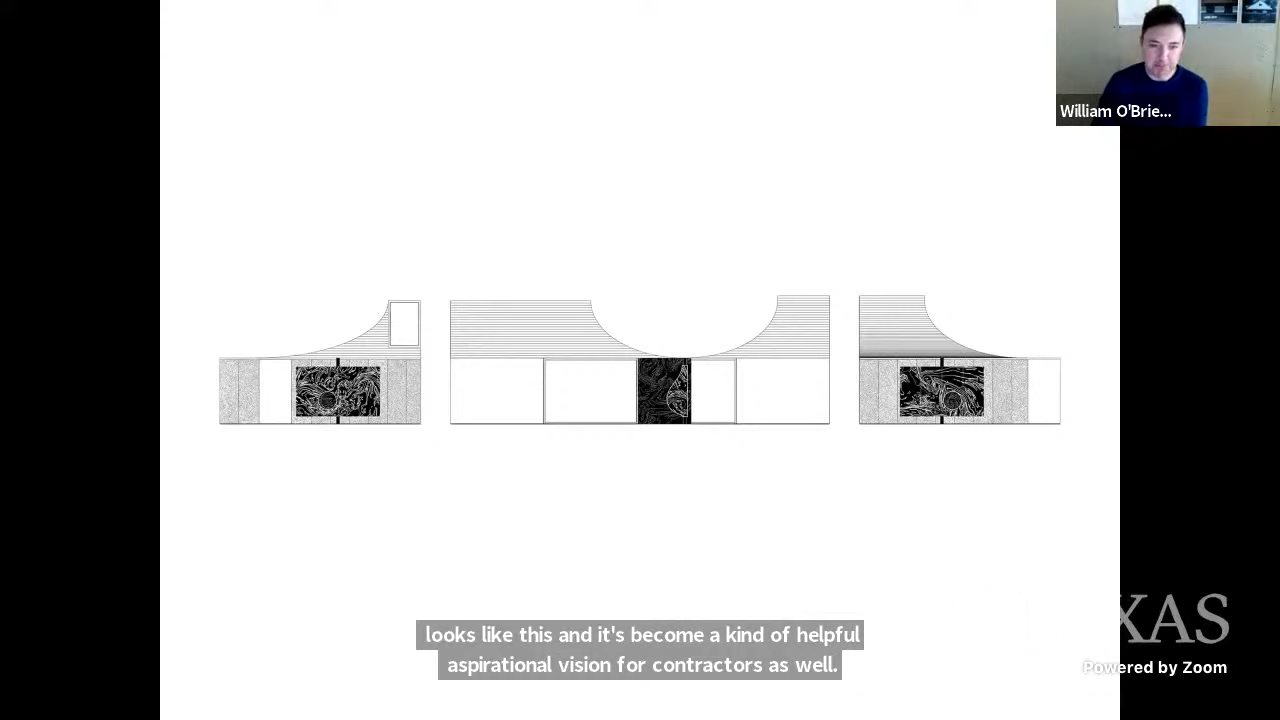 William O'Brie...
looks like this and it's become a kind of helpful
aspirational vision for contractors as well.
XAS
Powered by Zoom